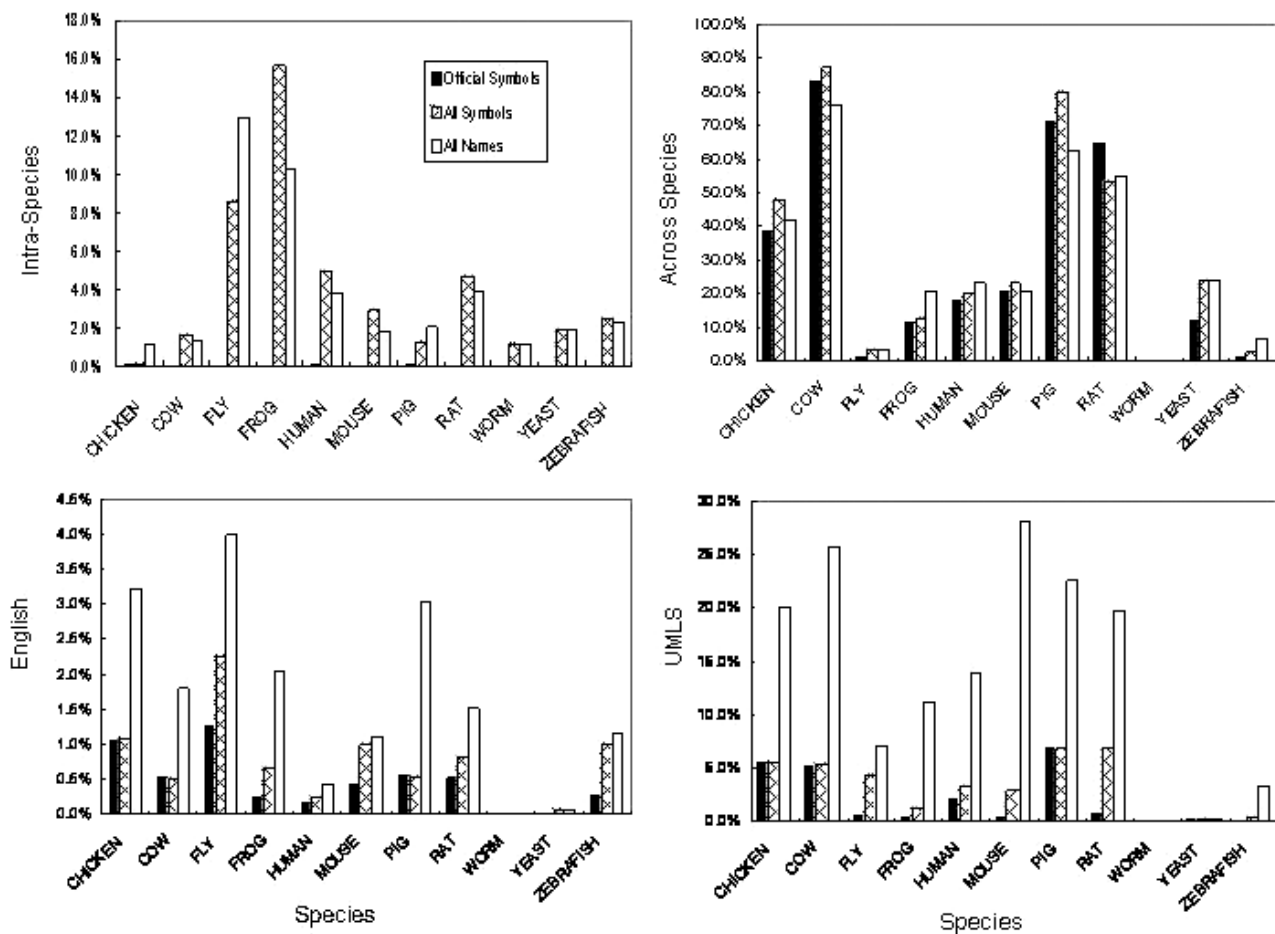 18.0%
16.0%
14.0%
12.0%
10.0%
8.0%
6.0%
4.0%
2.0%
0.0%
Intra-Species
Official Symbols
All Symbols
All Names
CHICKEN
COW
FLY
FROG
HUMAN
MOUSE
PIG
RAT
WORM
YEAST
ZEBRAFISH
100.0%
90.0%
80.0%
70.0%
60.0%
50.0%
40.0%
30.0%
20.0%
10.0%
0.0%
Across Species
CHICKEN
COW
FLY
FROG
HUMAN
MOUSE
PIG
RAT
WORM
YEAST
ZEBRAFISH
4.5%
4.0%
3.5%
3.0%
2.5%
2.0%
1.5%
1.0%
0.5%
0.0%
English
CHICKEN
COW
FLY
FROG
HUMAN
MOUSE
PIG
RAT
WORM
YEAST
ZEBRAFISH
Species
30.0%
25.0%
20.0%
15.0%
10.0%
5.0%
0.0%
UMLS
CHICKEN
COW
FLY
FROG
HUMAN
MOUSE
PIG
RAT
WORM
YEAST
ZEBRAFISH
Species